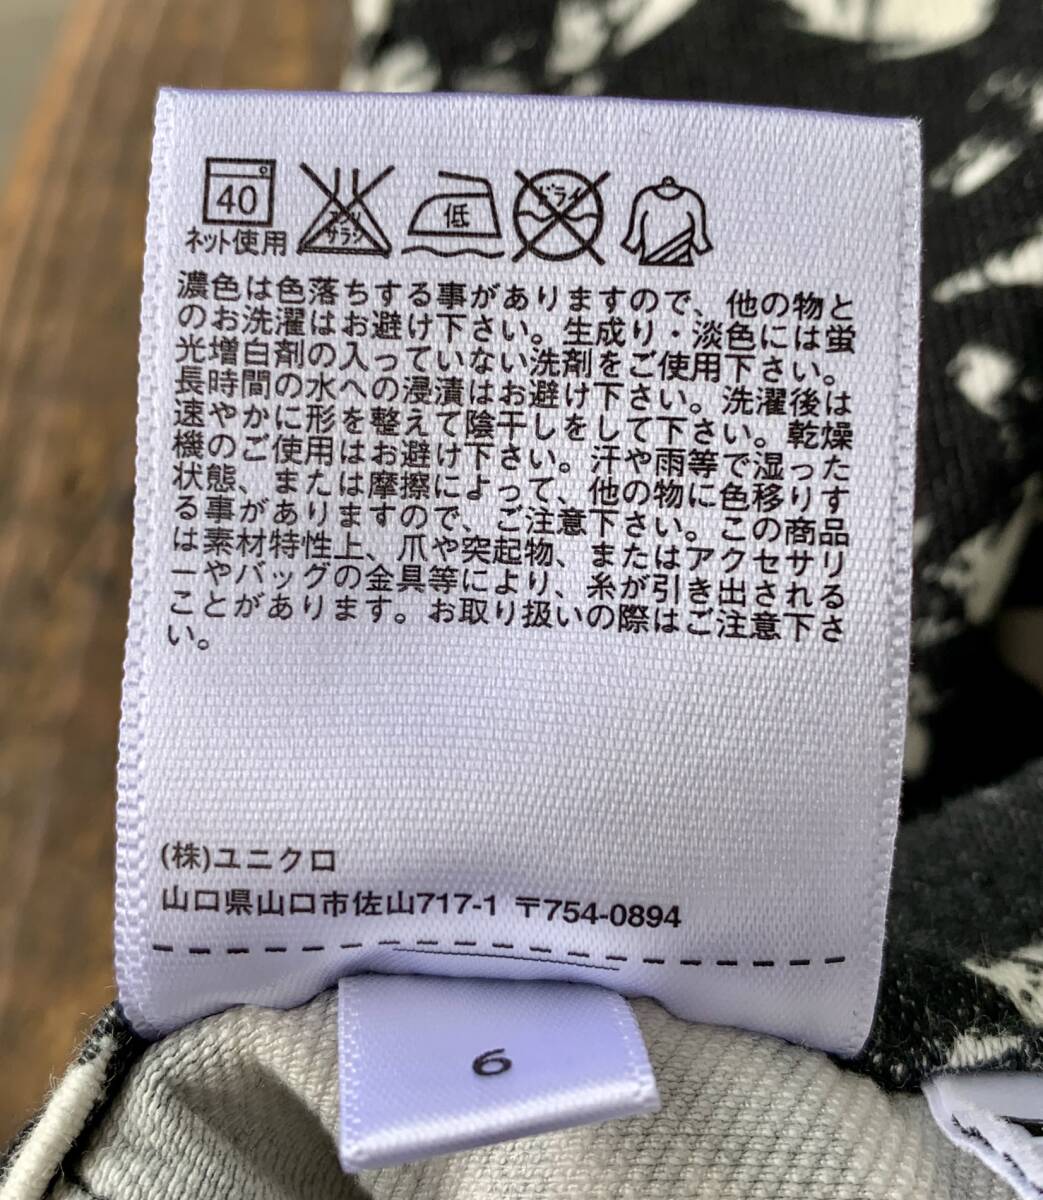 40
ネット使用
エンソ
サラシ
低
ドライ
濃色は色落ちする事がありますので、他の物と
のお洗濯はお避け下さい。生成り・淡色には蛍
光増白剤の入っていない洗剤をご使用下さい。
長時間の水への浸漬はお避け下さい。洗濯後は
速やかに形を整えて陰干しをして下さい。乾燥
機のご使用はお避け下さい。汗や雨等で湿った
状態、または摩擦によって、他の物に色移りす
る事がありますので、ご注意下さい。この商品
は素材特性上、爪や突起物、またはアクセサリ
ーやバッグの金具等により、糸が引き出される
ことがあります。お取り扱いの際はご注意下さ
い。
(株)ユニクロ
山口県山口市佐山717-1 〒754-0894
6